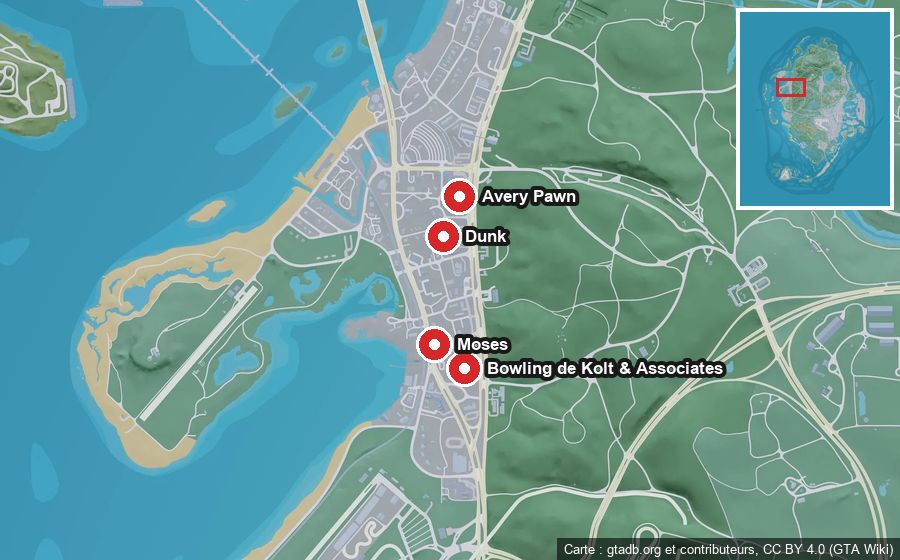 Avery Pawn
Dunk
Moses
Bowling de Kolt & Associates
Carte : gtadb.org et contributeurs, CC BY 4.0 (GTA Wiki)